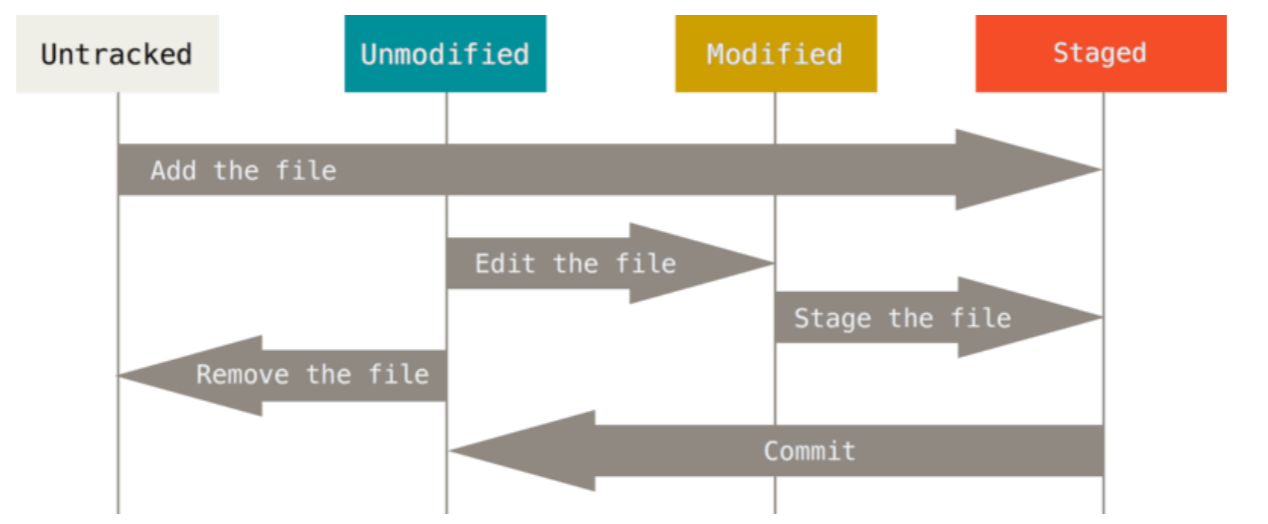 Untracked
Unmodified
Modified
Staged
Add the file
Edit the file
Stage the file
Remove the file
Commit